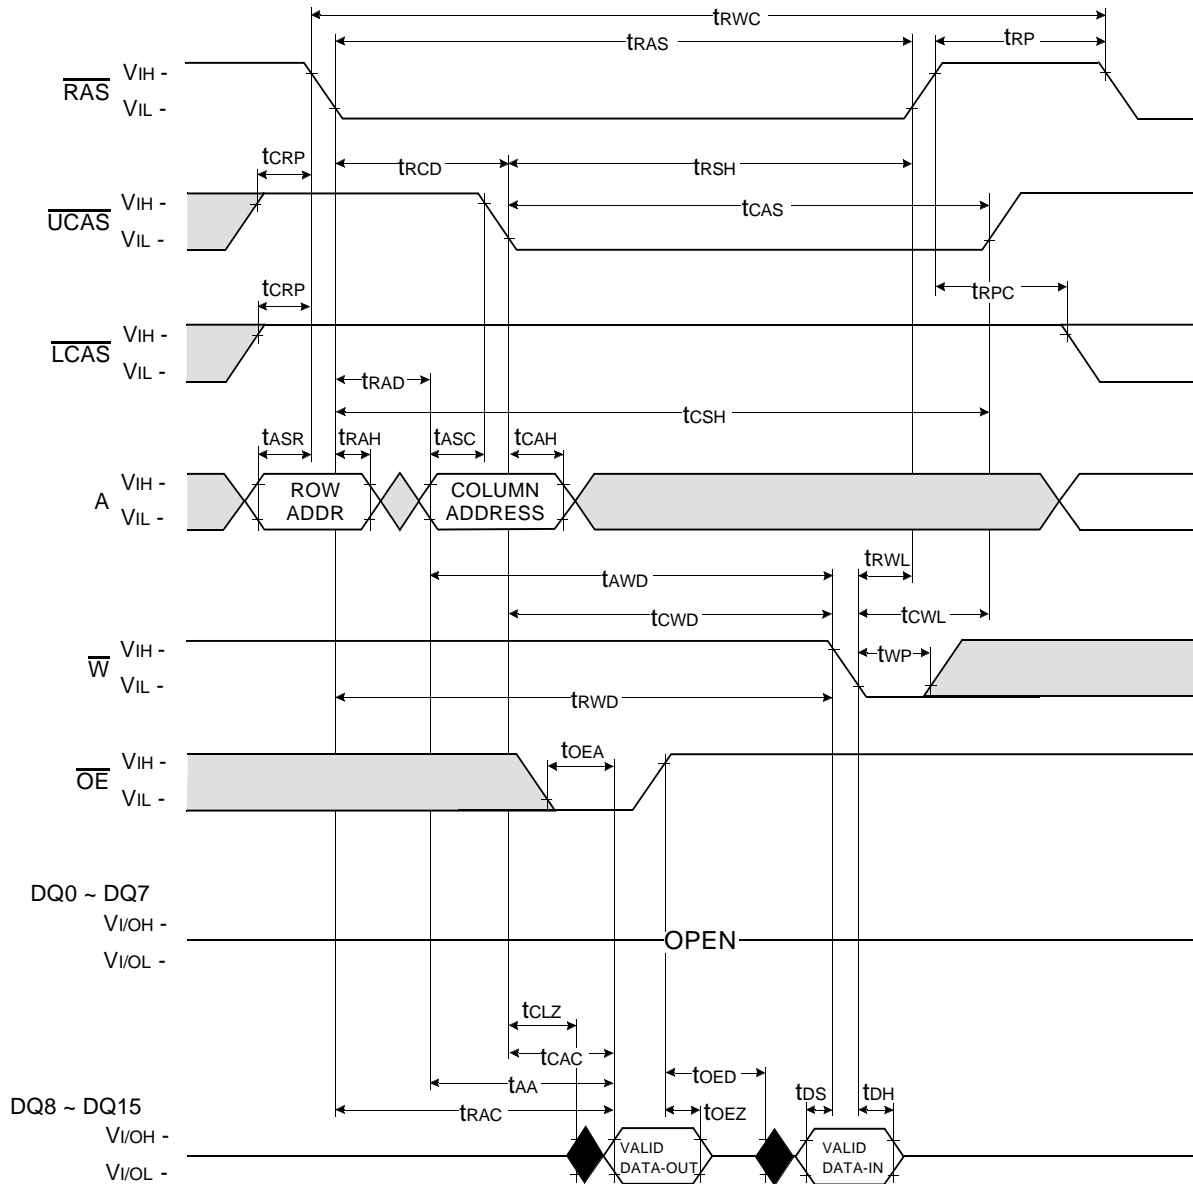 tRWC
tRAS
tRP
RAS
VIH -
VIL -
tCRP
tRCD
tRSH
UCAS
VIH -
VIL -
tCAS
tCRP
tRPC
LCAS
VIH -
VIL -
tRAD
tCSH
tASR
tRAH
tASC
tCAH
A
VIH -
VIL -
ROW
ADDR
COLUMN
ADDRESS
tAWD
tRWL
tCWD
tCWL
W
VIH -
VIL -
tWP
tRWD
OE
VIH -
VIL -
tOEA
DQ0 ~ DQ7
VI/OH -
VI/OL -
OPEN
tCLZ
tCAC
tAA
tOED
tRAC
tOEZ
tDS
tDH
DQ8 ~ DQ15
VI/OH -
VI/OL -
VALID
DATA-OUT
VALID
DATA-IN